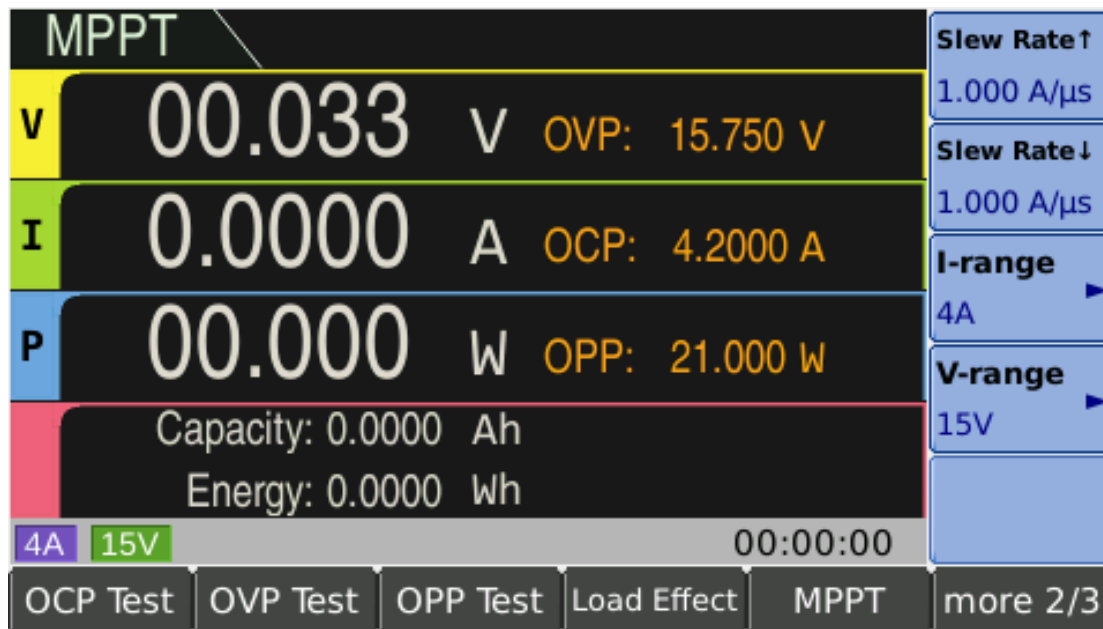 MPPT
V 00.033 V OVP: 15.750 V
I 0.0000 A OCP: 4.2000 A
P 00.000 W OPP: 21.000 W
Capacity: 0.0000 Ah
Energy: 0.0000 Wh
4A 15V 00:00:00
Slew Rate↑
1.000 A/µs
Slew Rate↓
1.000 A/µs
I-range
4A
V-range
15V
OCP Test OVP Test OPP Test Load Effect MPPT more 2/3